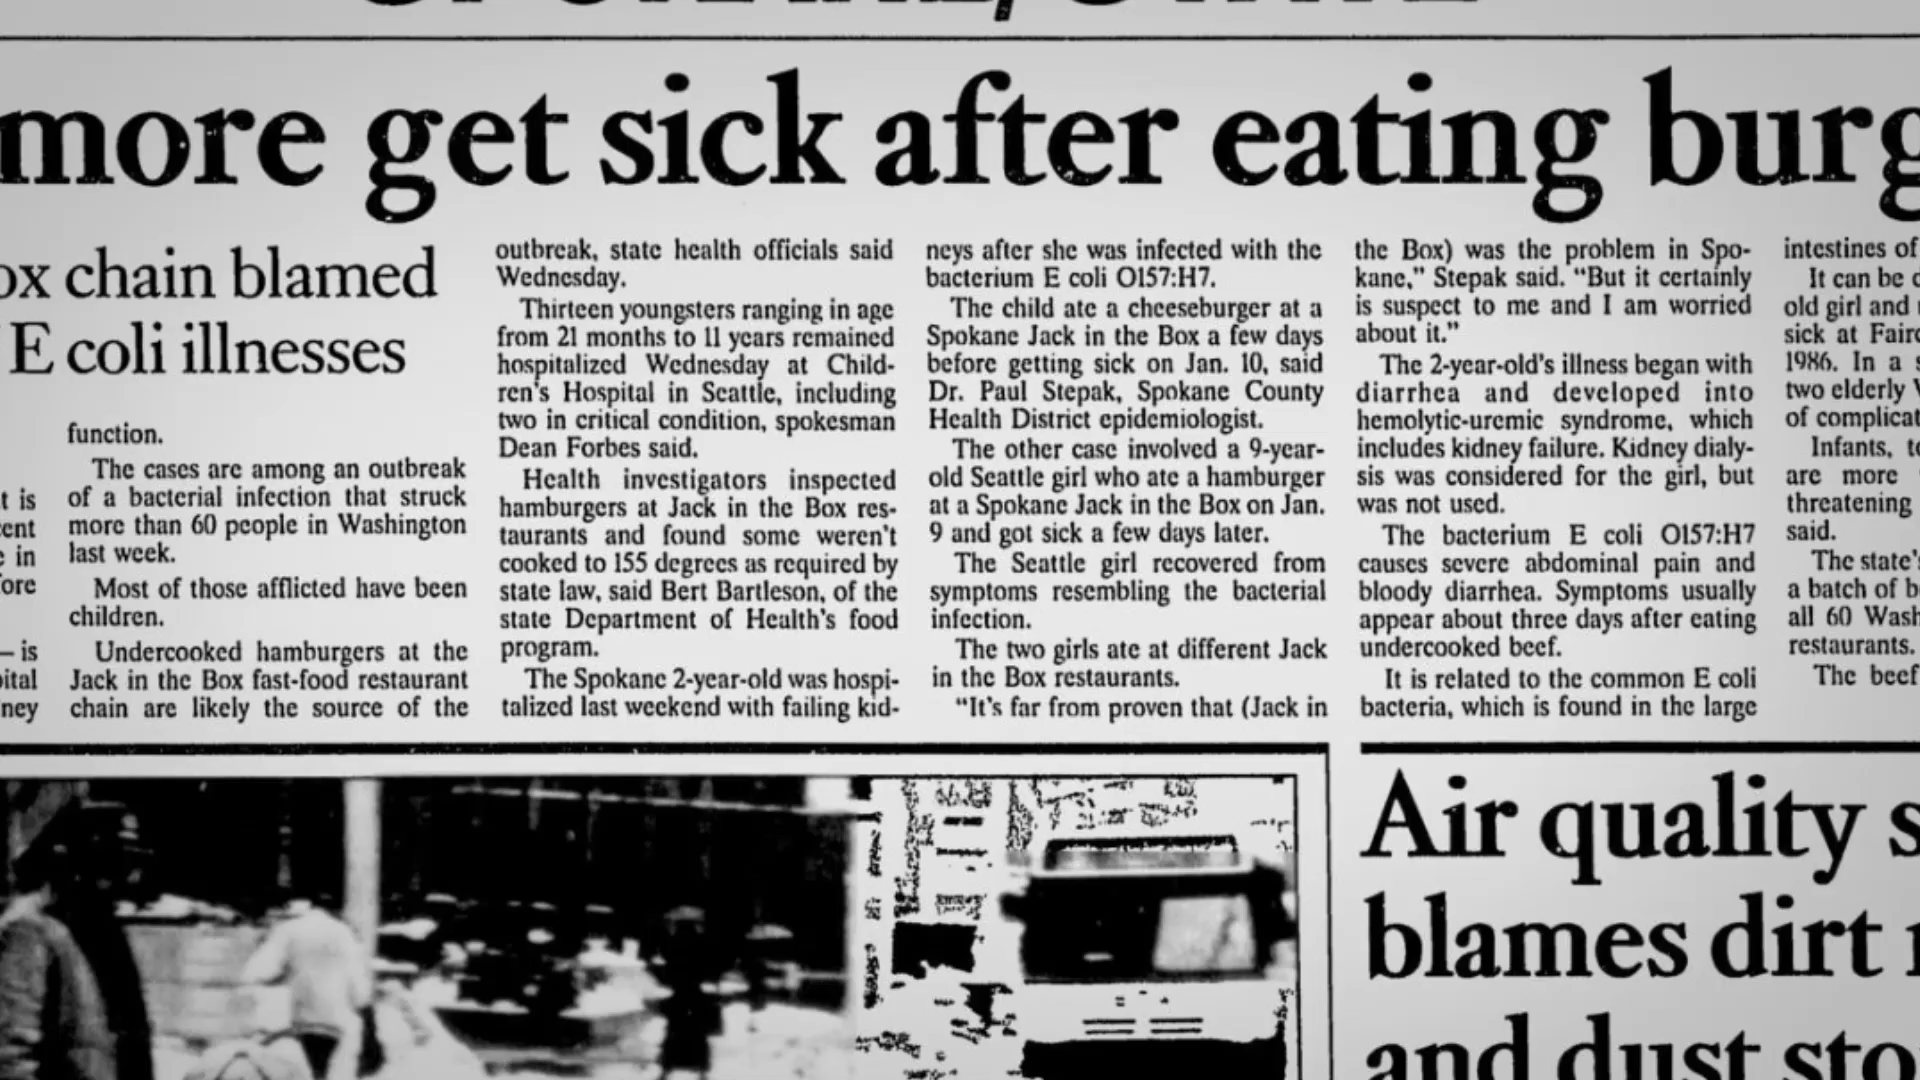 more get sick after eating
chain blamed
E coli illnesses
t is
in
is
function.
The cases are among an outbreak
of a bacterial infection that struck
more than 60 people in Washington
last week.
Most of those afflicted have been
children.
Undercooked hamburgers at the
Jack in the Box fast-food restaurant
chain are likely the source of the
outbreak, state health officials said
Wednesday.
Thirteen youngsters ranging in age
from 21 months to 11 years remained
hospitalized Wednesday at Child-
ren's Hospital in Seattle, including
two in critical condition, spokesman
Dean Forbes said.
Health investigators inspected
hamburgers at Jack in the Box res-
taurants and found some weren't
cooked to 155 degrees as required by
state law, said Bert Bartleson, of the
state Department of Health's food
program.
The Spokane 2-year-old was hospi-
talized last weekend with failing kid-
neys after she was infected with the
bacterium E coli O157:H7.
The child ate a cheeseburger at a
Spokane Jack in the Box a few days
before getting sick on Jan. 10, said
Dr. Paul Stepak, Spokane County
Health District epidemiologist.
The other case involved a 9-year-
old Seattle girl who ate a hamburger
at a Spokane Jack in the Box on Jan.
9 and got sick a few days later.
The Seattle girl recovered from
symptoms resembling the bacterial
infection.
The two girls ate at different Jack
in the Box restaurants.
“It's far from proven that (Jack in
the Box) was the problem in Spo-
kane,” Stepak said. “But it certainly
is suspect to me and I am worried
about it.”
The 2-year-old's illness began with
diarrhea and developed into
hemolytic-uremic syndrome, which
includes kidney failure. Kidney dialy-
sis was considered for the girl, but
was not used.
The bacterium E coli O157:H7
causes severe abdominal pain and
bloody diarrhea. Symptoms usually
appear about three days after eating
undercooked beef.
It is related to the common E coli
bacteria, which is found in the large
intestines of
It can be
old girl and
sick at
1986. In a
two elderly
of
Infants,
are more
threatening
said.
The state's
a batch of
all 60
restaurants.
The beef
Air quality
blames dirt
and dust